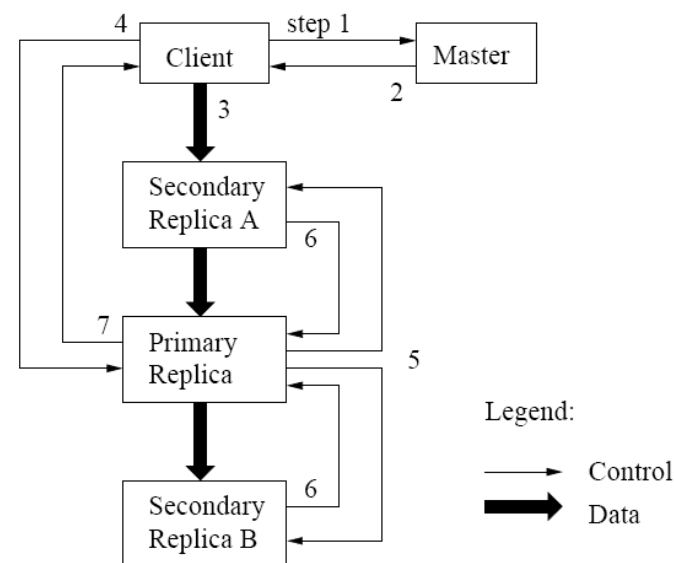 4
step 1
Client
Master
2
3
Secondary
Replica A
6
7
Primary
Replica
5
Legend:
6
Control
Secondary
Replica B
Data